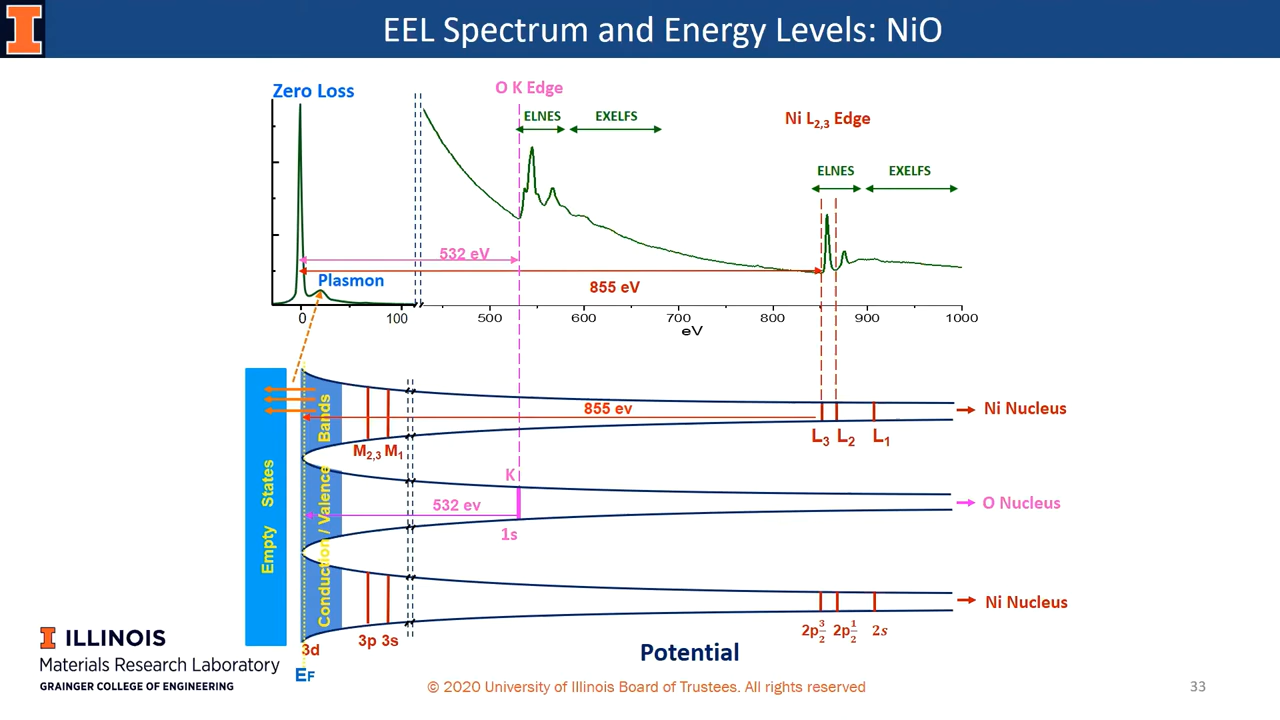 I
EEL Spectrum and Energy Levels: NiO
Zero Loss
O K Edge
ELNES
EXELFS
Ni L2,3 Edge
ELNES
EXELFS
532 eV
Plasmon
855 eV
0
100
500
600
700
800
900
1000
eV
855 ev
Ni Nucleus
M2,3 M1
L3
L2
L1
K
532 ev
O Nucleus
1s
Empty States
Conduction / Valence Bands
Ni Nucleus
3d
3p 3s
2p3/2
2p1/2
2s
Potential
EF
I ILLINOIS
Materials Research Laboratory
GRAINGER COLLEGE OF ENGINEERING
© 2020 University of Illinois Board of Trustees. All rights reserved
33